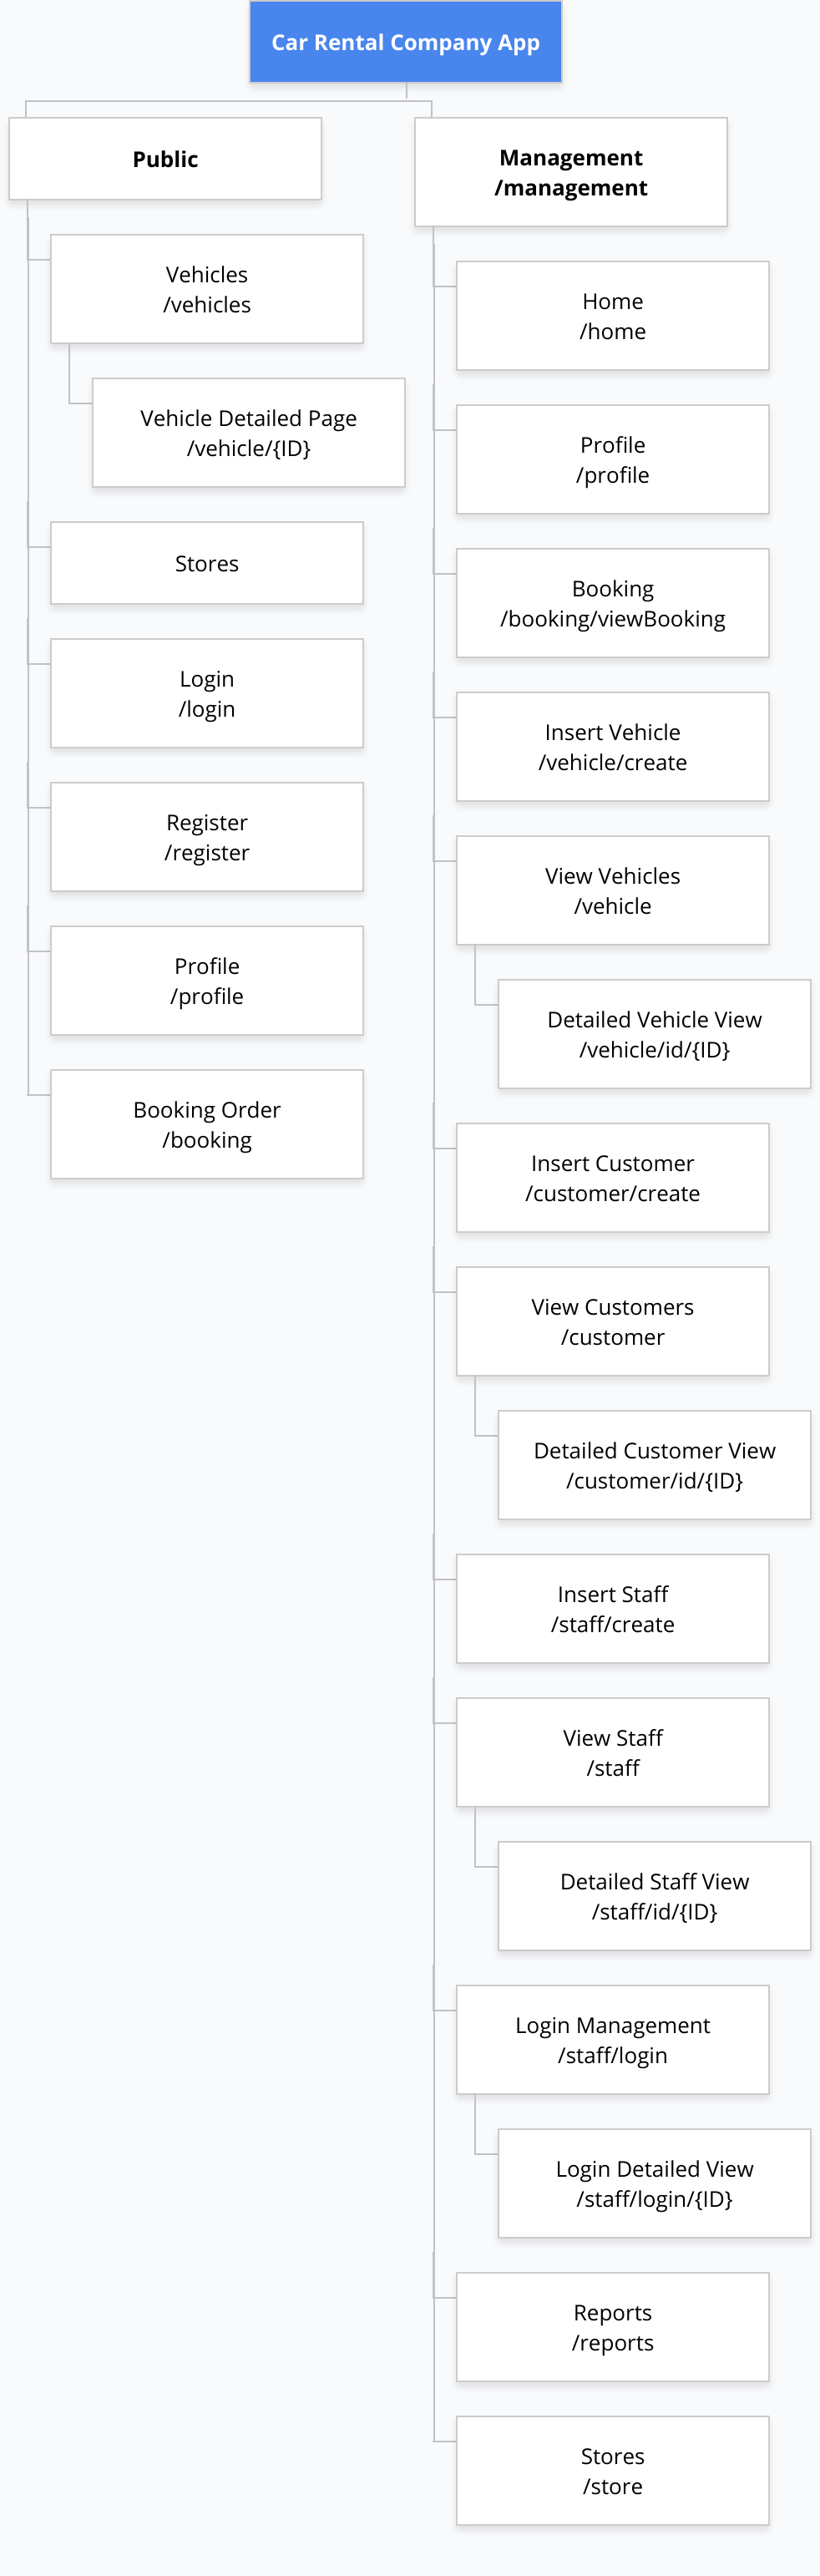 Car Rental Company App
Public
Vehicles
/vehicles
Vehicle Detailed Page
/vehicle/{ID}
Stores
Login
/login
Register
/register
Profile
/profile
Booking Order
/booking
Management
/management
Home
/home
Profile
/profile
Booking
/booking/viewBooking
Insert Vehicle
/vehicle/create
View Vehicles
/vehicle
Detailed Vehicle View
/vehicle/id/{ID}
Insert Customer
/customer/create
View Customers
/customer
Detailed Customer View
/customer/id/{ID}
Insert Staff
/staff/create
View Staff
/staff
Detailed Staff View
/staff/id/{ID}
Login Management
/staff/login
Login Detailed View
/staff/login/{ID}
Reports
/reports
Stores
/store